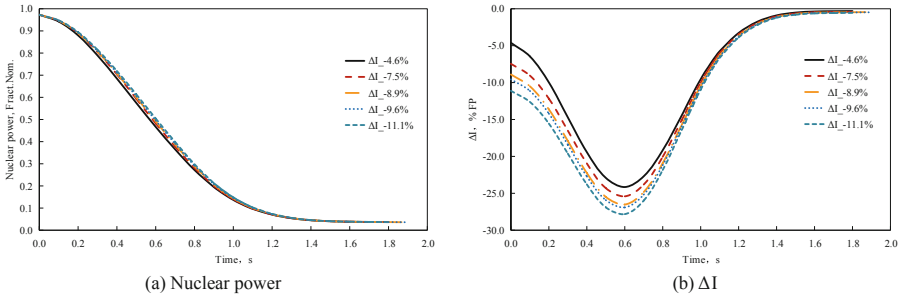 1.0
0.9
0.8
0.7
0.6
0.5
0.4
0.3
0.2
0.1
0.0
Nuclear power, Fract.Nom.
ΔI_-4.6%
ΔI_-7.5%
ΔI_-8.9%
ΔI_-9.6%
ΔI_-11.1%
0.0 0.2 0.4 0.6 0.8 1.0 1.2 1.4 1.6 1.8 2.0
Time, s
(a) Nuclear power
0.0
-5.0
-10.0
-15.0
-20.0
-25.0
-30.0
ΔI, % FP
ΔI_-4.6%
ΔI_-7.5%
ΔI_-8.9%
ΔI_-9.6%
ΔI_-11.1%
0.0 0.2 0.4 0.6 0.8 1.0 1.2 1.4 1.6 1.8 2.0
Time, s
(b) ΔI